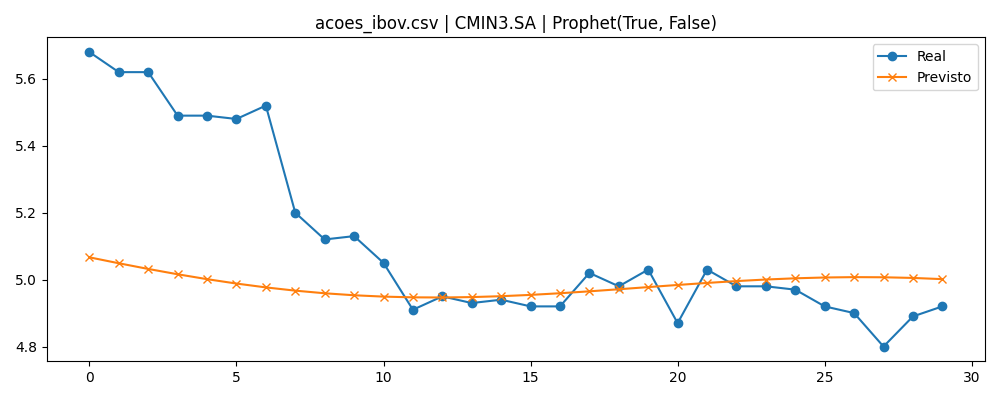 acoes_ibov.csv | CMIN3.SA | Prophet(True, False)
Real
Previsto
5.6
5.4
5.2
5.0
4.8
0 5 10 15 20 25 30